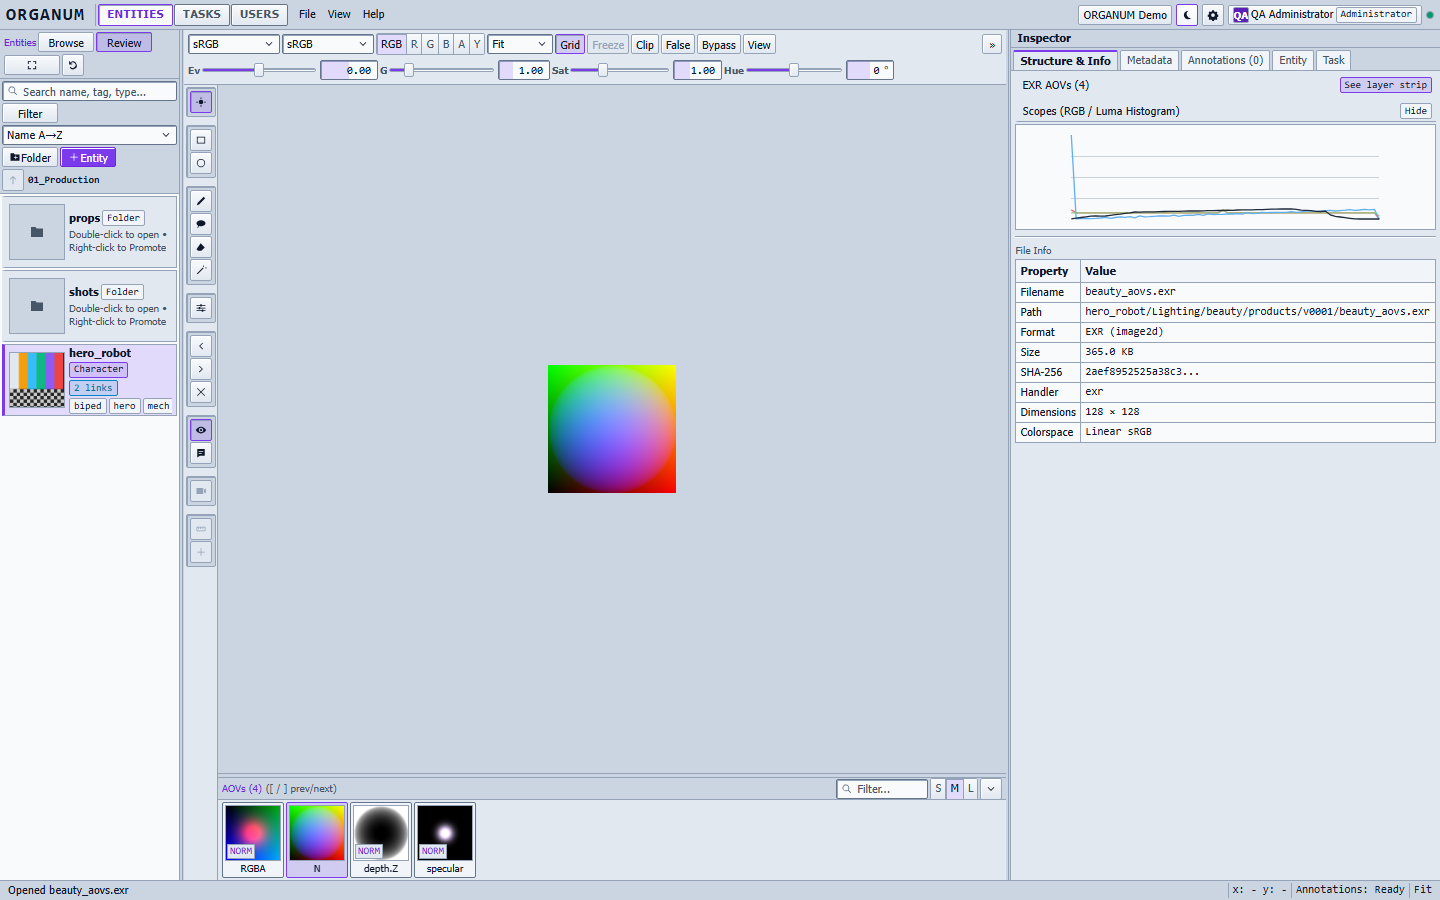 ORGANUM ENTITIES TASKS USERS File View Help ORGANUM Demo QA QA Administrator Administrator
Entities Browse Review
Search name, tag, type...
Filter
Name A→Z
Folder + Entity
↑ 01_Production
props Folder
Double-click to open •
Right-click to Promote
shots Folder
Double-click to open •
Right-click to Promote
hero_robot
Character
2 links
biped hero mech
sRGB sRGB RGB R G B A Y Fit Grid Freeze Clip False Bypass View »
Ev 0.00 G 1.00 Sat 1.00 Hue 0 °
AOVs (4) ([ / ] prev/next) Filter... S M L
NORM NORM NORM
RGBA N depth.Z specular
Inspector
Structure & Info Metadata Annotations (0) Entity Task
EXR AOVs (4) See layer strip
Scopes (RGB / Luma Histogram) Hide
File Info
Property Value
Filename beauty_aovs.exr
Path hero_robot/Lighting/beauty/products/v0001/beauty_aovs.exr
Format EXR (image2d)
Size 365.0 KB
SHA-256 2aef8952525a38c3...
Handler exr
Dimensions 128 × 128
Colorspace Linear sRGB
Opened beauty_aovs.exr x: - y: - Annotations: Ready Fit